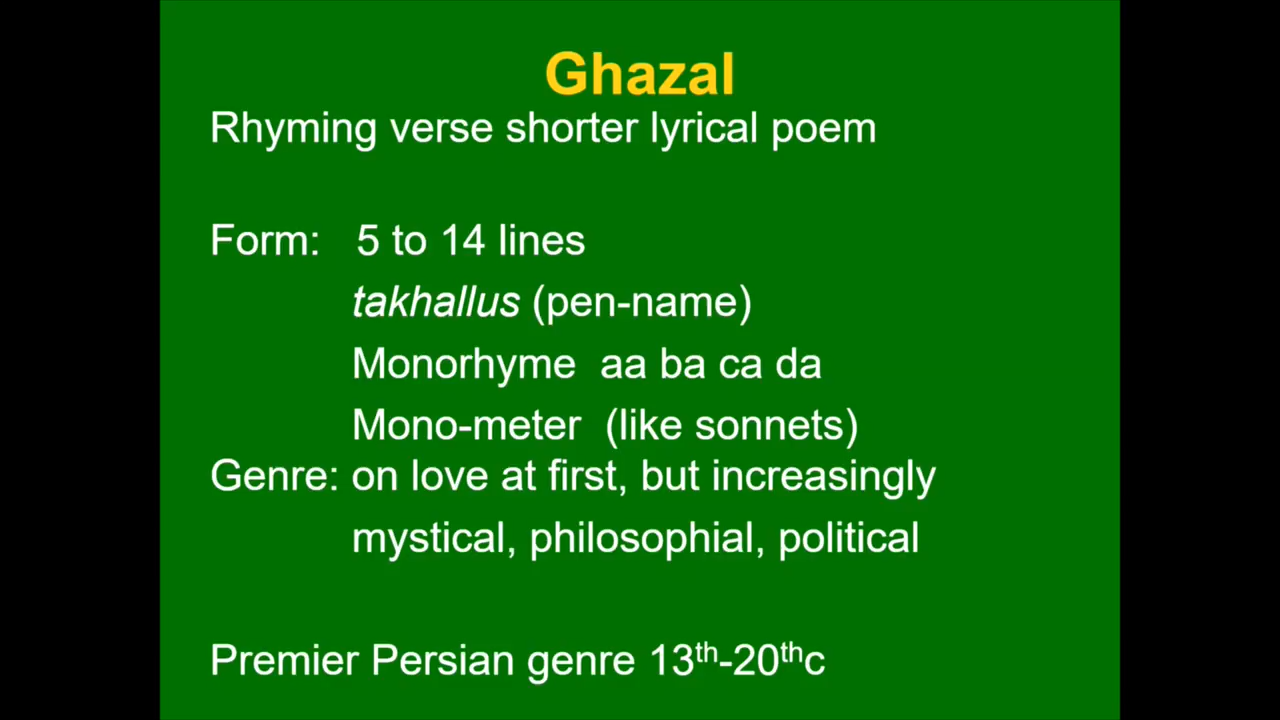 Ghazal
Rhyming verse shorter lyrical poem
Form: 5 to 14 lines
takhallus (pen-name)
Monorhyme aa ba ca da
Mono-meter (like sonnets)
Genre: on love at first, but increasingly
mystical, philosophial, political
Premier Persian genre 13th-20thc